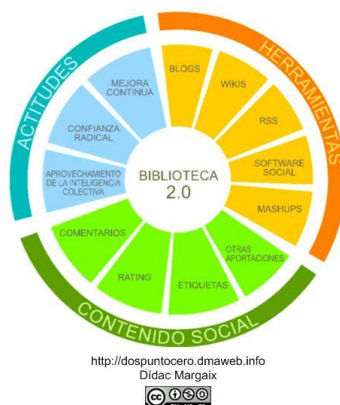 ACTITUDES
HERRAMIENTAS
CONTENIDO SOCIAL
BIBLIOTECA
2.0
MEJORA
CONTINUA
CONFIANZA
RADICAL
APROVECHAMIENTO
DE LA INTELIGENCIA
COLECTIVA
BLOGS
WIKIS
RSS
SOFTWARE
SOCIAL
MASHUPS
OTRAS
APORTACIONES
ETIQUETAS
RATING
COMENTARIOS
http://dospuntocero.dmaweb.info
Dídac Margaix